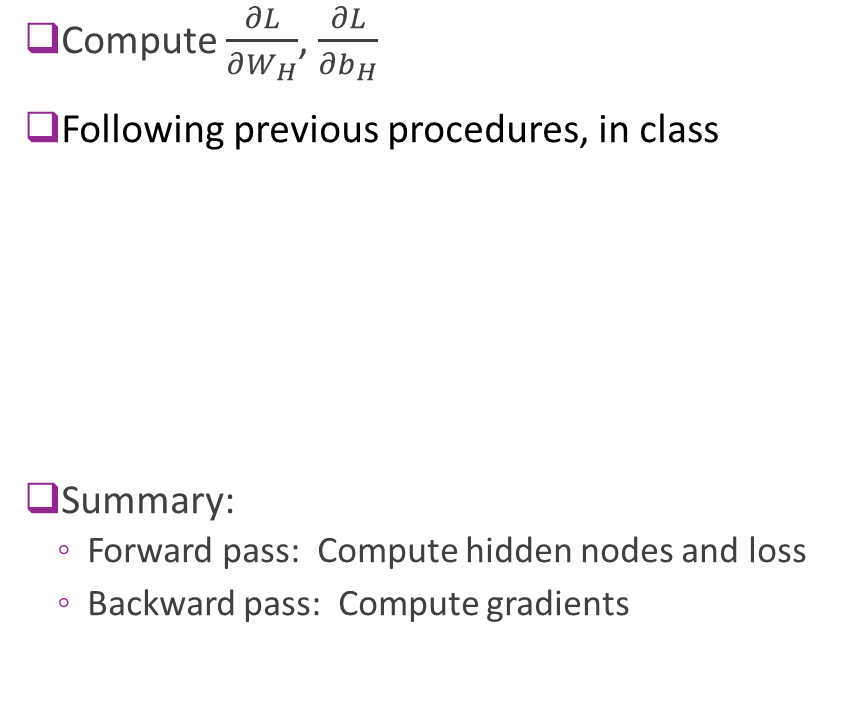 ❑Compute ∂L/∂W_H, ∂L/∂b_H
❑Following previous procedures, in class
❑Summary:
◦ Forward pass: Compute hidden nodes and loss
◦ Backward pass: Compute gradients